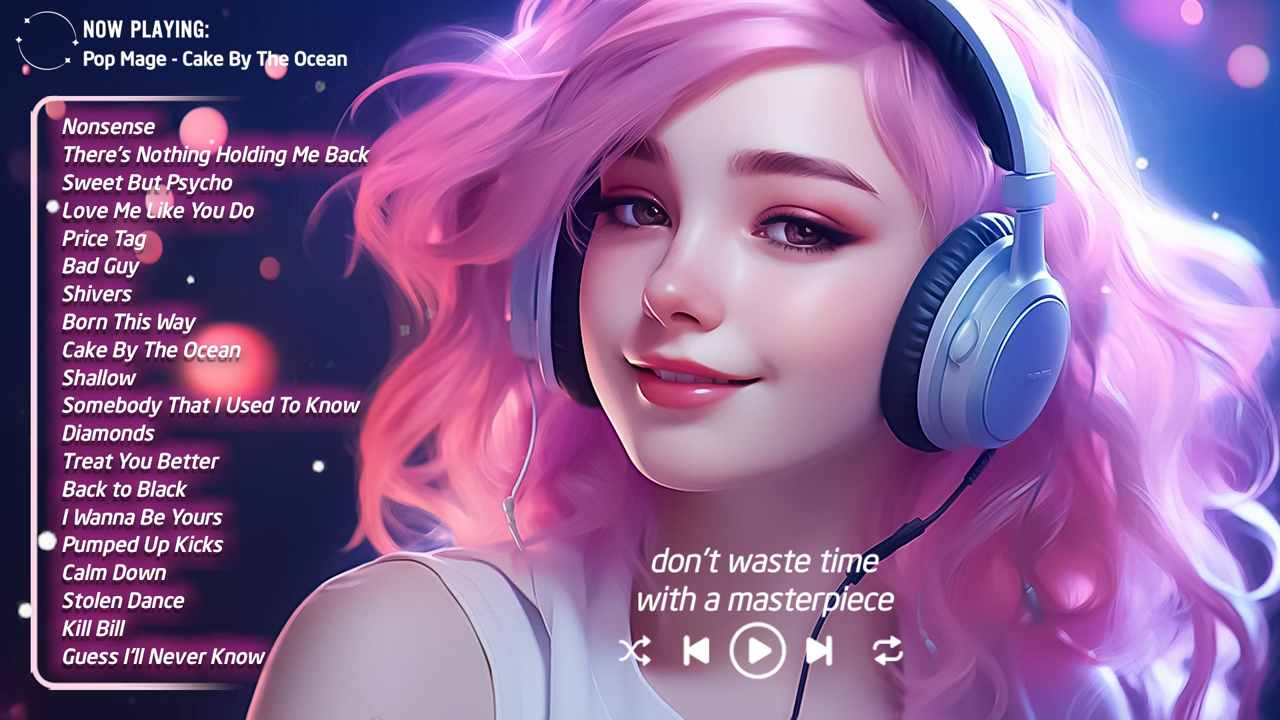 NOW PLAYING:
Pop Mage - Cake By The Ocean
Nonsense
There's Nothing Holding Me Back
Sweet But Psycho
Love Me Like You Do
Price Tag
Bad Guy
Shivers
Born This Way
Cake By The Ocean
Shallow
Somebody That I Used To Know
Diamonds
Treat You Better
Back to Black
I Wanna Be Yours
Pumped Up Kicks
Calm Down
Stolen Dance
Kill Bill
Guess I'll Never Know
don't waste time
with a masterpiece